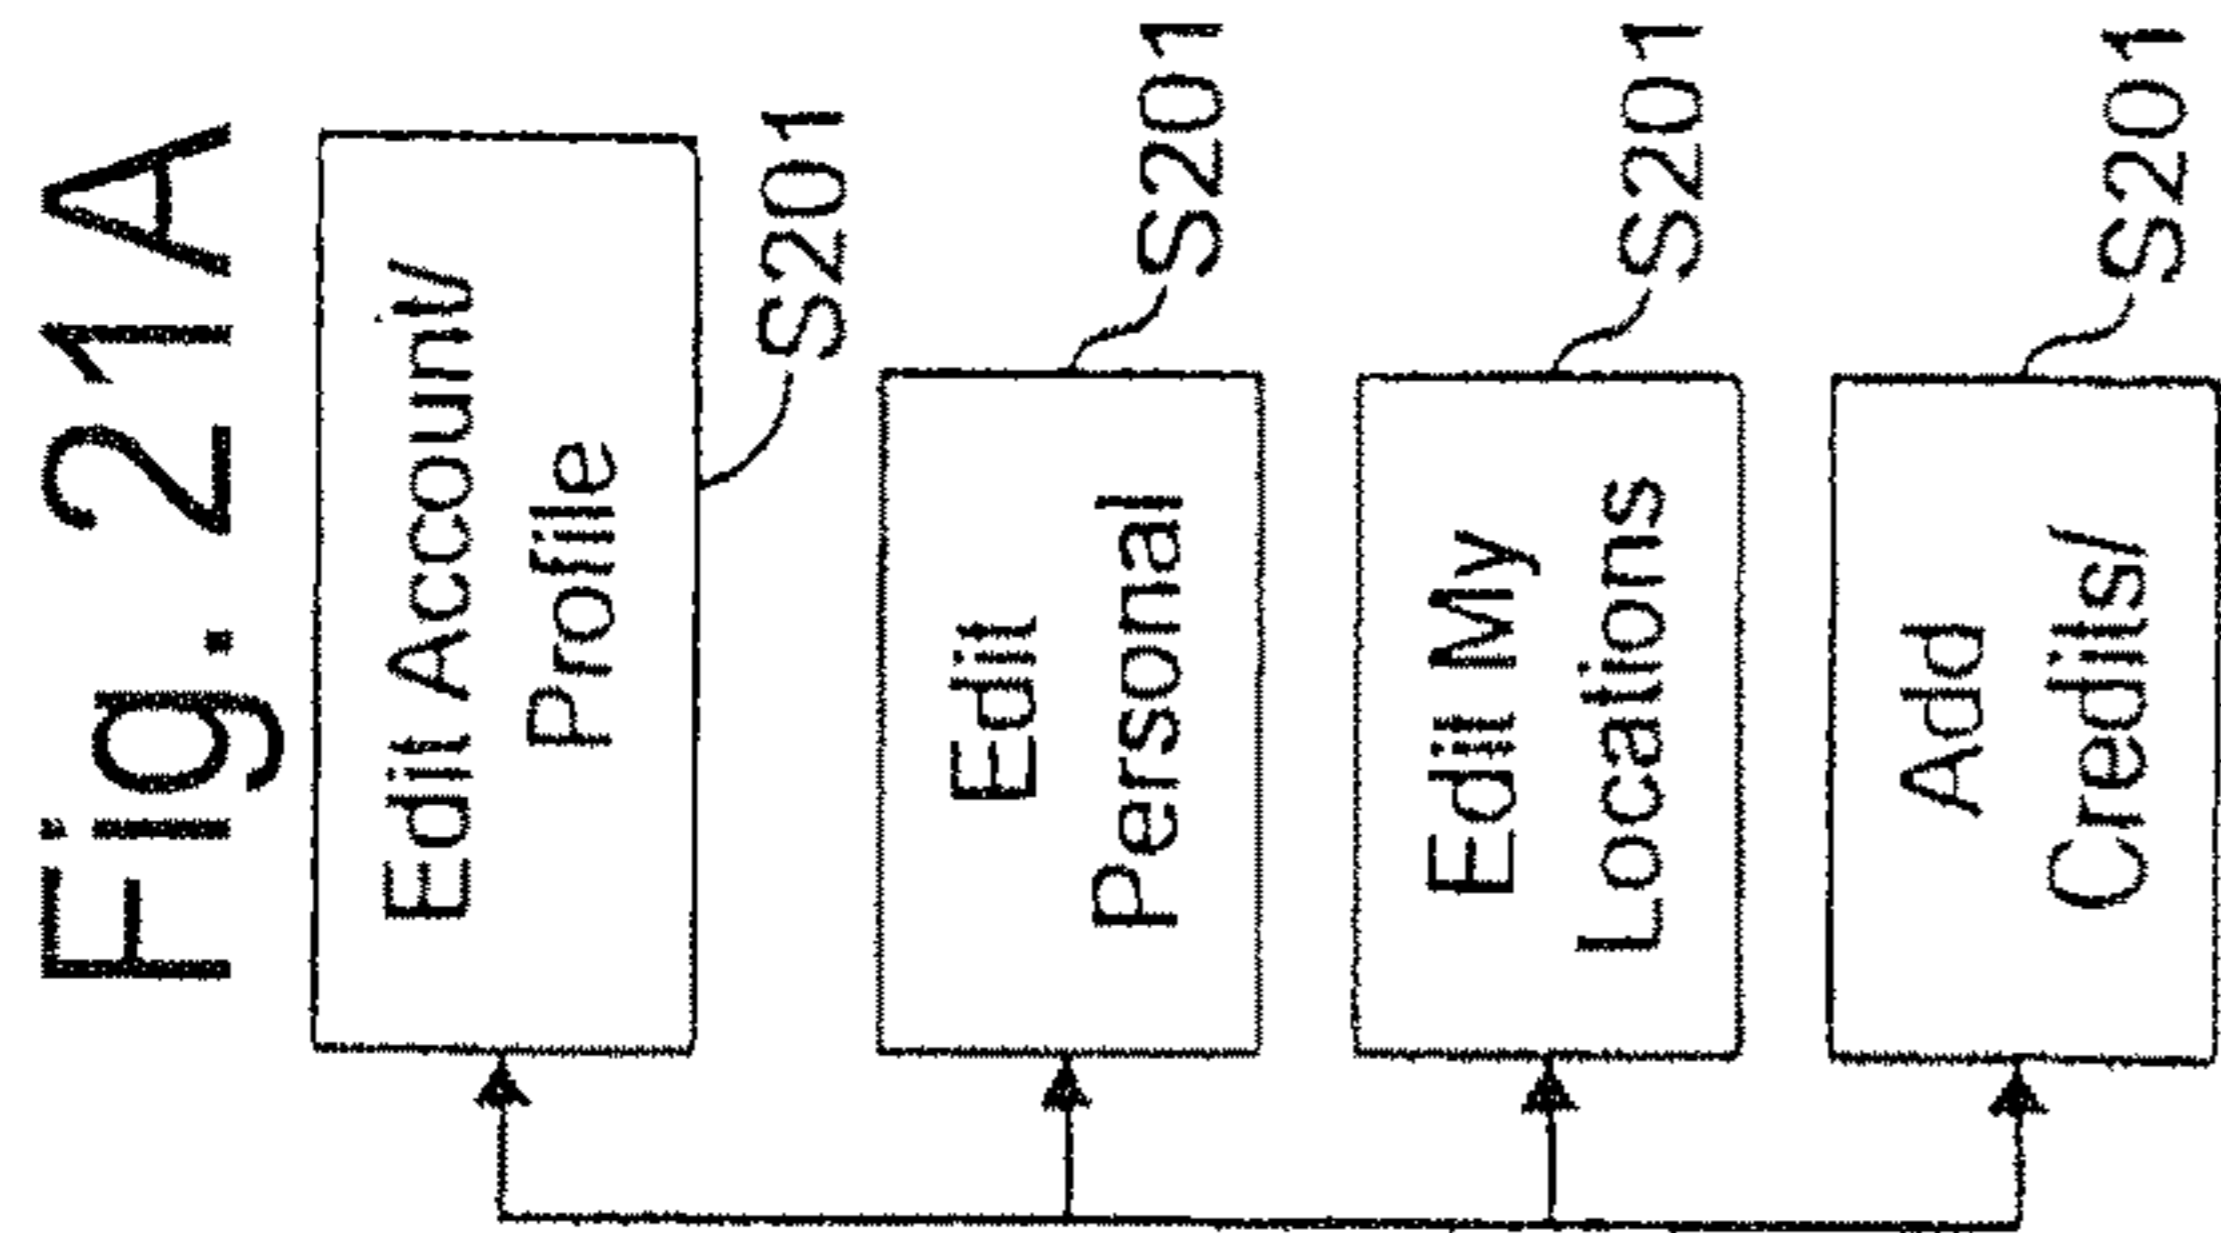 Fig. 21A
Edit Account/
Profile
S201
Edit
Personal
S201
Edit My
Locations
S201
Add
Credits/
S201